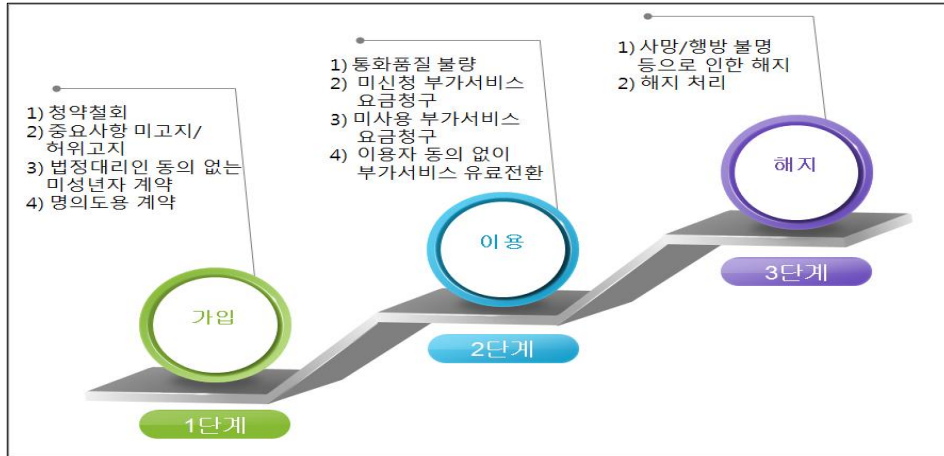 1) 청약철회
2) 중요사항 미고지/
허위고지
3) 법정대리인 동의 없는
미성년자 계약
4) 명의도용 계약
가입
1단계
1) 통화품질 불량
2) 미신청 부가서비스
요금청구
3) 미사용 부가서비스
요금청구
4) 이용자 동의 없이
부가서비스 유료전환
이용
2단계
1) 사망/행방 불명
등으로 인한 해지
2) 해지 처리
해지
3단계